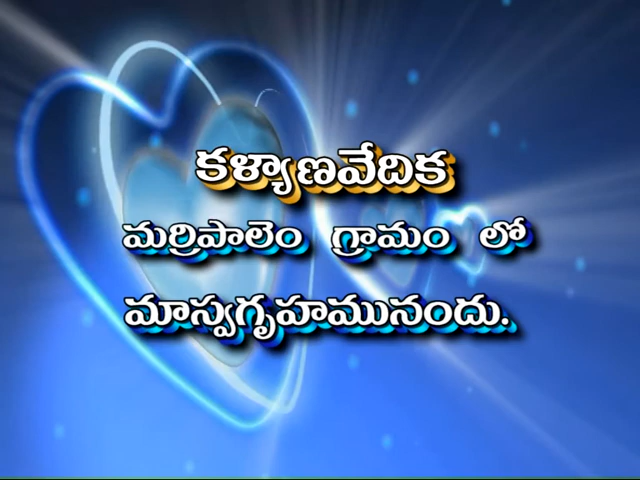 కళ్యాణవేదిక
మర్రిపాలెం గ్రామం లో
మాస్వగృహమునందు.